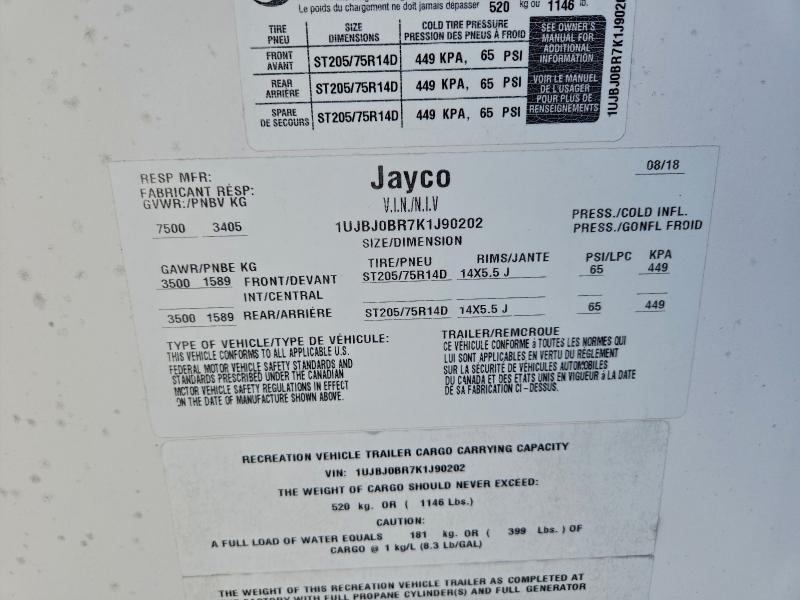 Le poids du chargement ne doit jamais dépasser 520 kg ou 1146 lb.
TIRE PNEU SIZE DIMENSIONS COLD TIRE PRESSURE PRESSION DES PNEUS À FROID
FRONT AVANT ST205/75R14D 449 KPA, 65 PSI
REAR ARRIÈRE ST205/75R14D 449 KPA, 65 PSI
SPARE DE SECOURS ST205/75R14D 449 KPA, 65 PSI
SEE OWNER'S
MANUAL FOR
ADDITIONAL
INFORMATION
VOIR LE MANUEL
DE L'USAGER
POUR PLUS DE
RENSEIGNEMENTS
RESP MFR:
FABRICANT RESP:
Jayco
08/18
GVWR:/PNBV KG
V.I.N./N.I.V
7500 3405
1UJBJ0BR7K1J90202
PRESS./COLD INFL.
PRESS./GONFL FROID
SIZE/DIMENSION
GAWR/PNBE KG TIRE/PNEU RIMS/JANTE PSI/LPC KPA
3500 1589 FRONT/DEVANT ST205/75R14D 14X5.5 J 65 449
INT/CENTRAL
3500 1589 REAR/ARRIÈRE ST205/75R14D 14X5.5 J 65 449
TYPE OF VEHICLE/TYPE DE VÉHICULE:
THIS VEHICLE CONFORMS TO ALL APPLICABLE U.S.
FEDERAL MOTOR VEHICLE SAFETY STANDARDS AND
STANDARDS PRESCRIBED UNDER THE CANADIAN
MOTOR VEHICLE SAFETY REGULATIONS IN EFFECT
ON THE DATE OF MANUFACTURE SHOWN ABOVE.
TRAILER/REMORQUE
CE VÉHICULE CONFORME à TOUTES LES NORMES QUI
LUI SONT APPLICABLES EN VERTU DU RÈGLEMENT
SUR LA SÉCURITÉ DE VÉHICULES AUTOMOBILES
DU CANADA ET DES ÉTATS UNIS EN VIGUEUR à LA DATE
DE SA FABRICATION CI-DESSUS.
RECREATION VEHICLE TRAILER CARGO CARRYING CAPACITY
VIN: 1UJBJ0BR7K1J90202
THE WEIGHT OF CARGO SHOULD NEVER EXCEED:
520 kg. OR ( 1146 Lbs.)
CAUTION:
A FULL LOAD OF WATER EQUALS 181 kg. OR ( 399 Lbs. ) OF
CARGO @ 1 kg/L (8.3 Lb/GAL)
THE WEIGHT OF THIS RECREATION VEHICLE TRAILER AS COMPLETED AT
FACTORY WITH FULL PROPANE CYLINDER(S) AND FULL GENERATOR